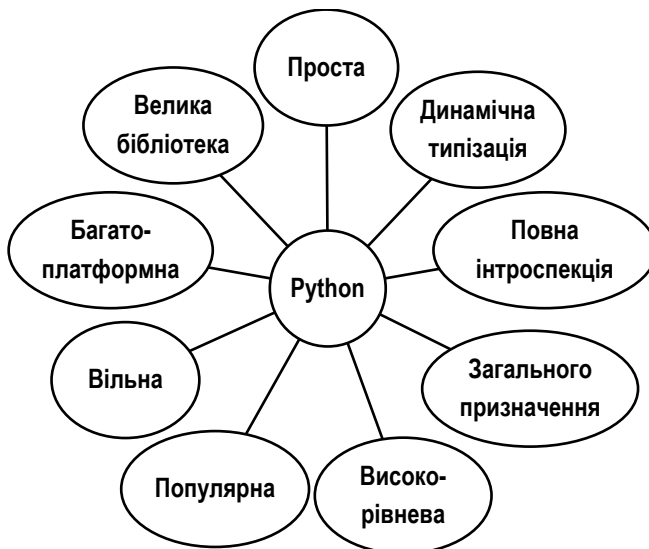 Проста
Велика
бібліотека
Динамічна
типізація
Багато-
платформна
Повна
інтроспекція
Python
Вільна
Загального
призначення
Популярна
Високо-
рівнева